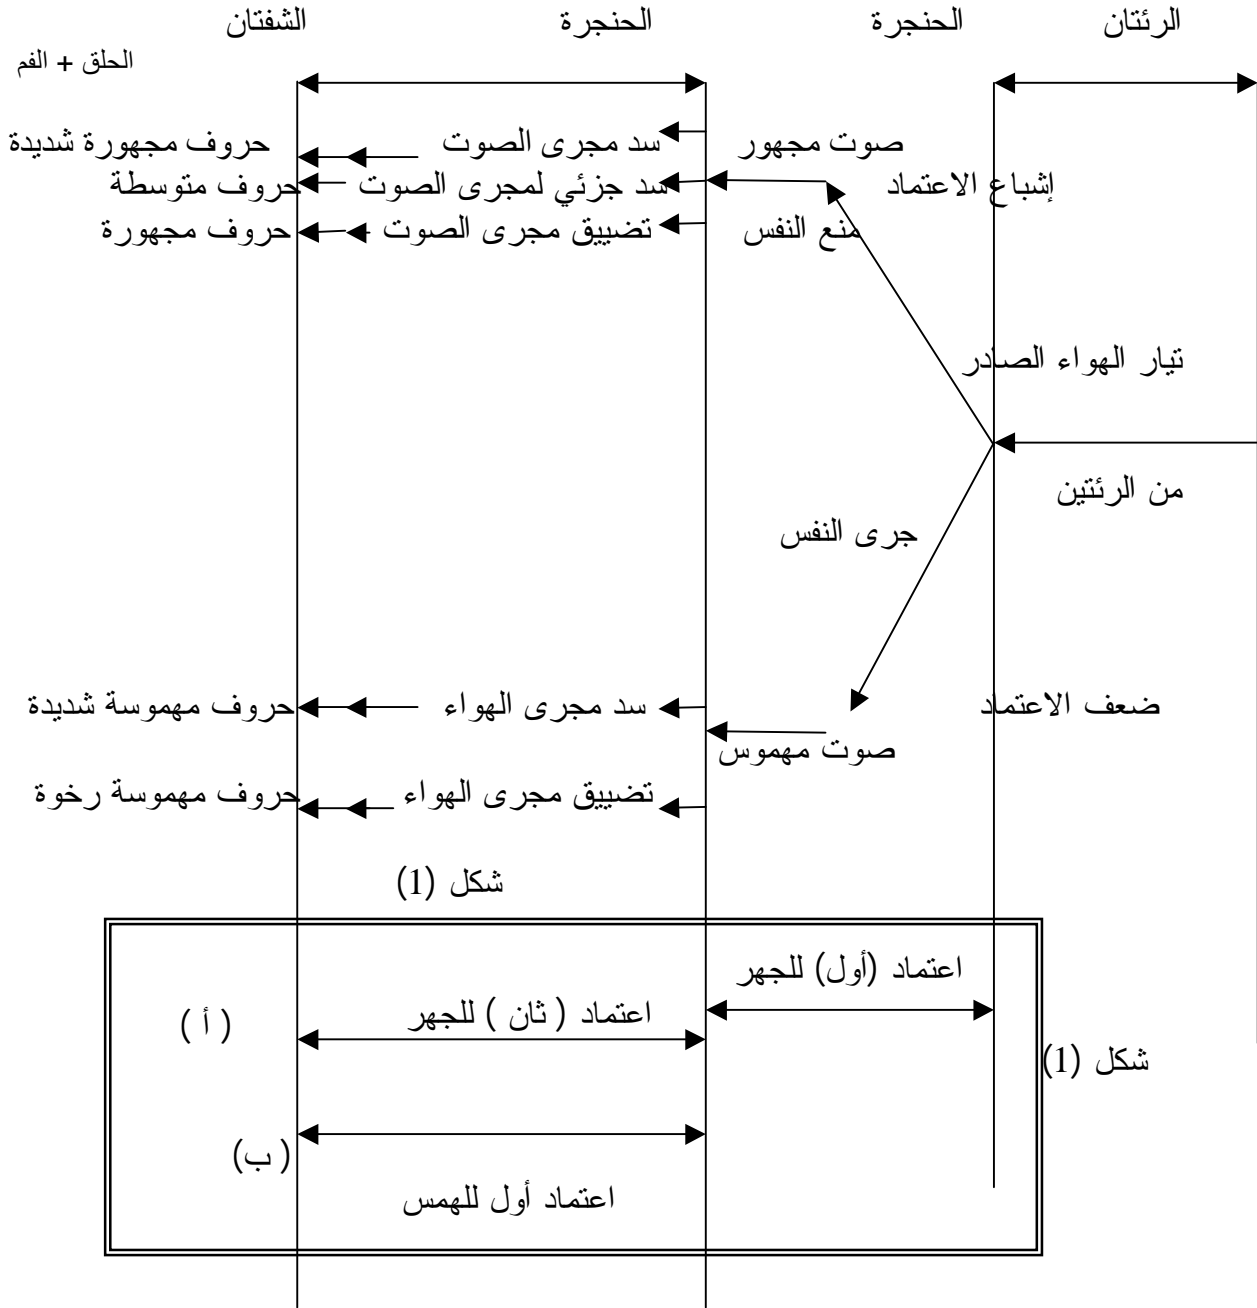 الرئتان الحنجرة الحنجرة الشفتان
الحلق + الفم
صوت مجهور سد مجرى الصوت حروف مجهورة شديدة
إشباع الاعتماد سد جزئي لمجرى الصوت حروف متوسطة
منع النفس تضييق مجرى الصوت حروف مجهورة
تيار الهواء الصادر
من الرئتين
جرى النفس
ضعف الاعتماد سد مجرى الهواء حروف مهموسة شديدة
صوت مهموس
تضييق مجرى الهواء حروف مهموسة رخوة
شكل (1)
اعتماد (أول) للجهر
اعتماد ( ثان ) للجهر ( أ )
شكل (1)
(ب)
اعتماد أول للهمس